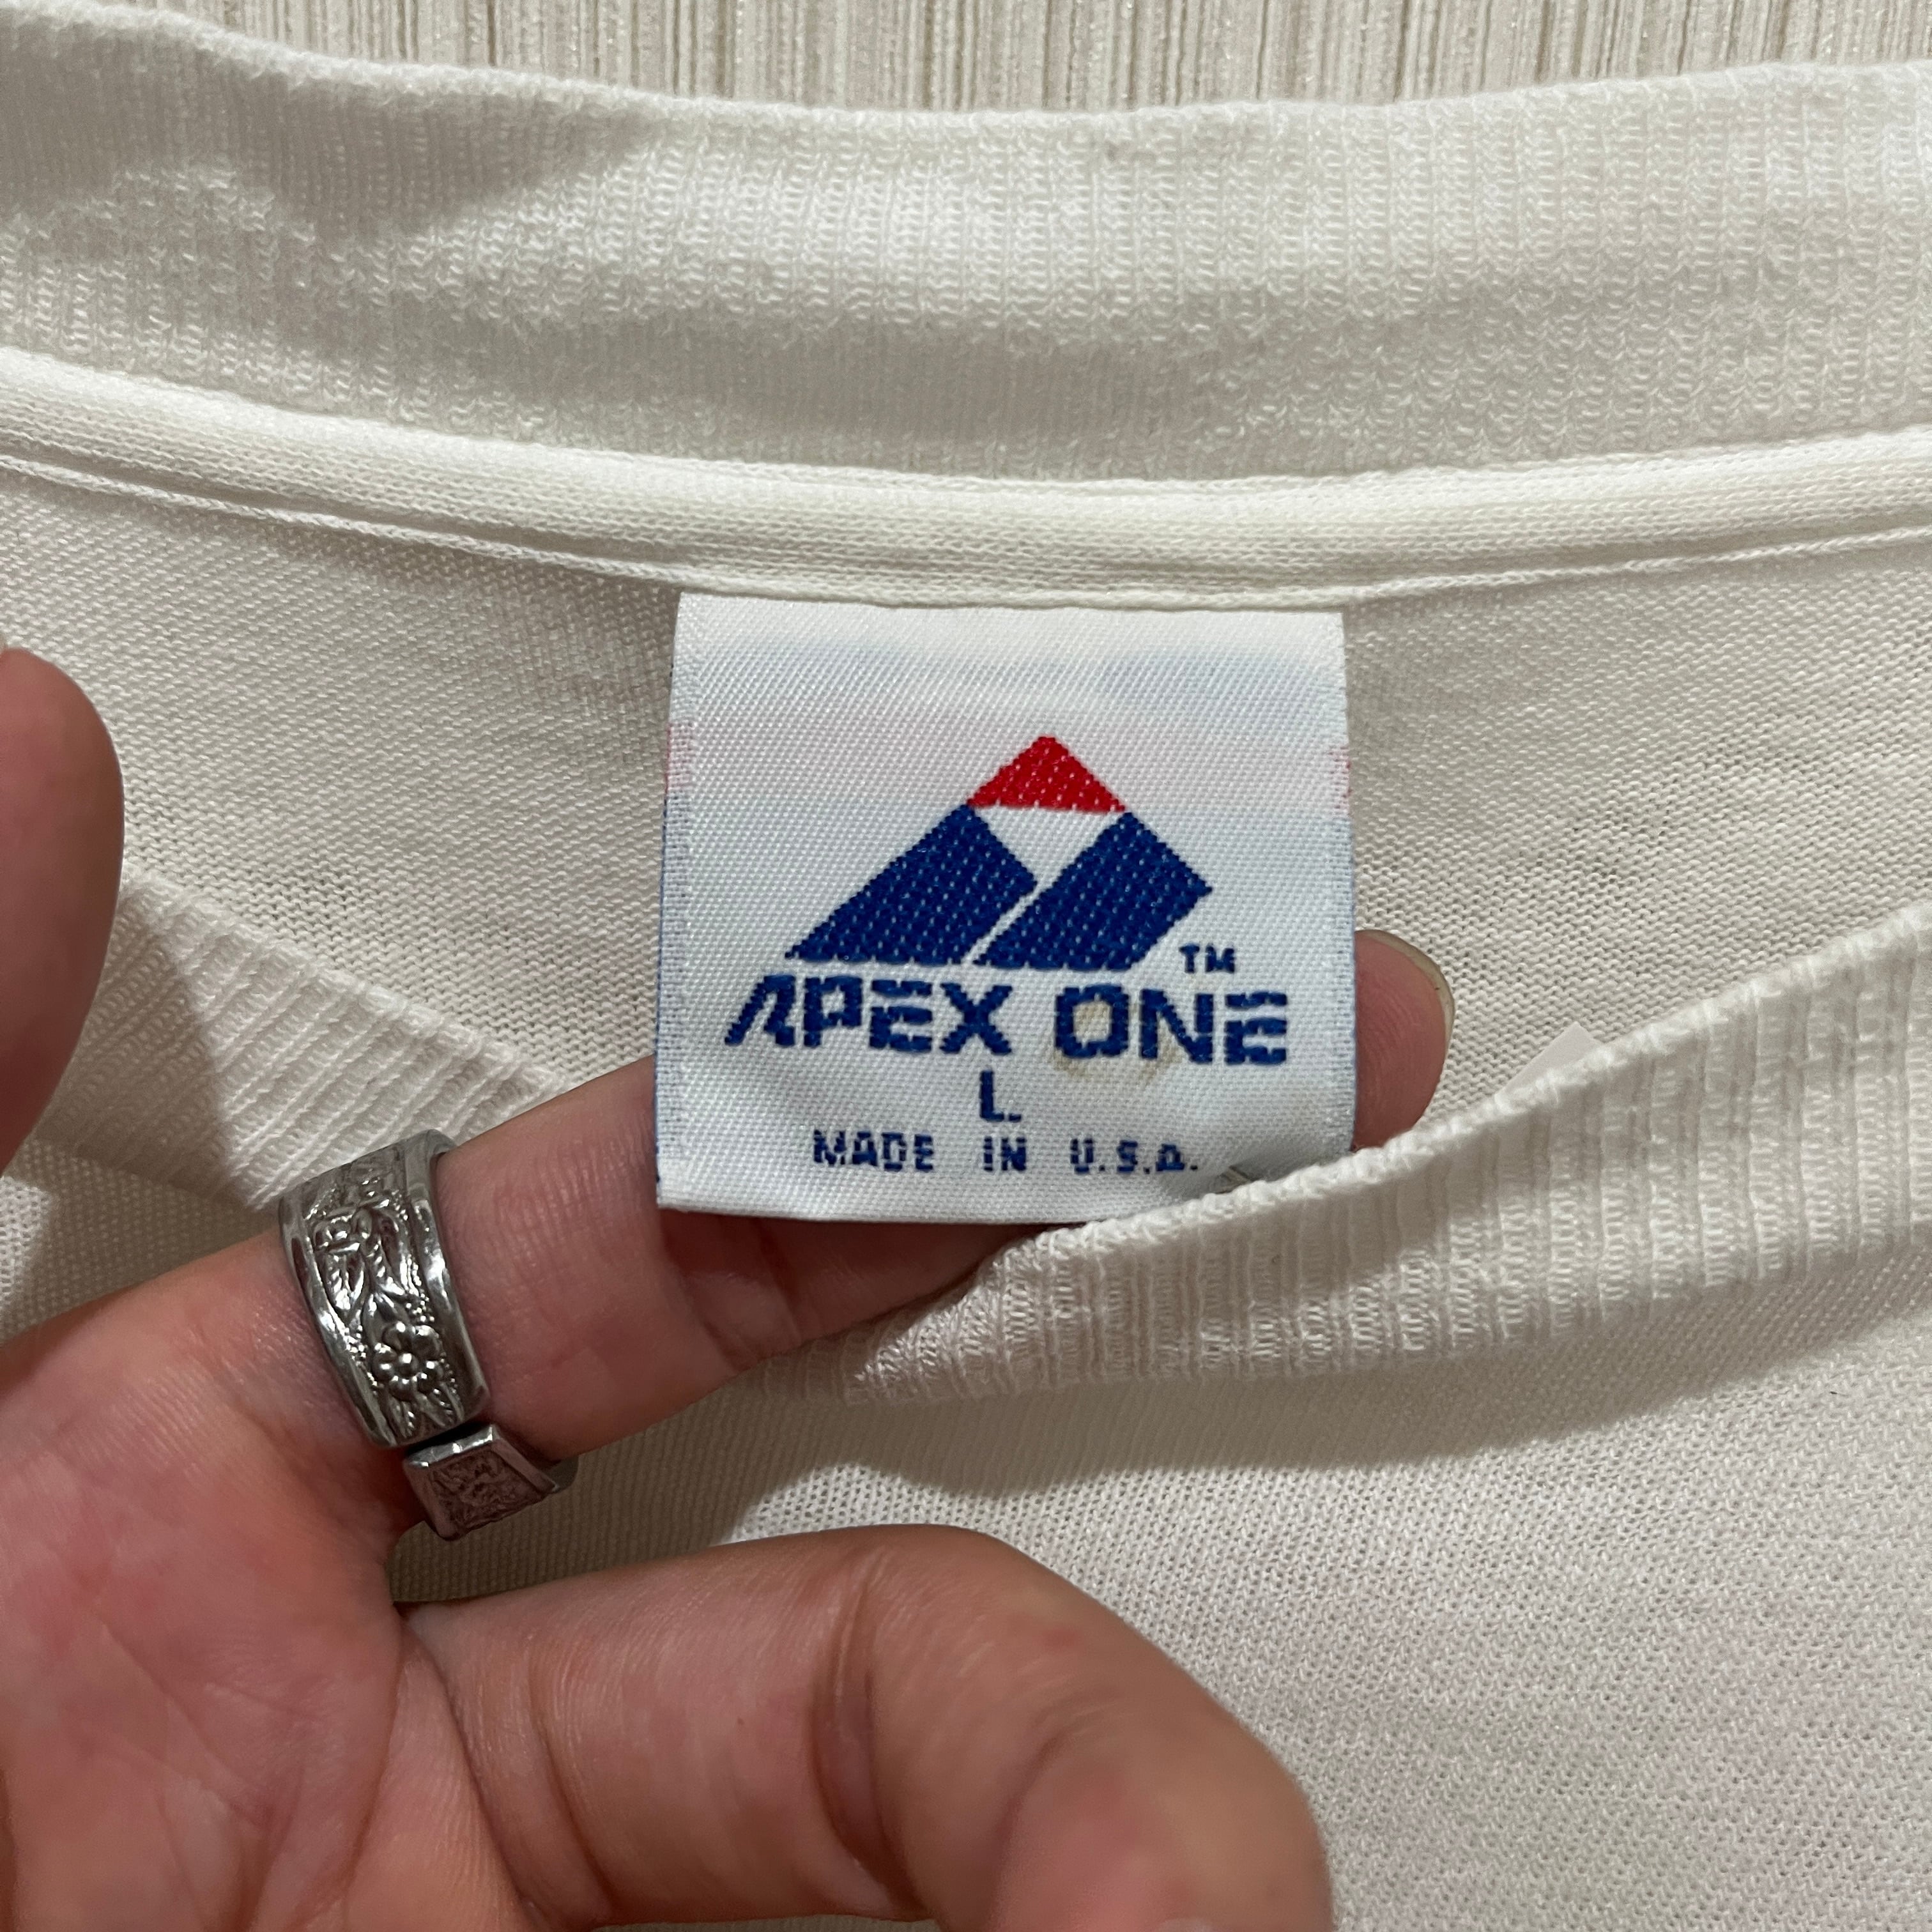 TM
APEX ONE
L.
MADE IN U.S.A.